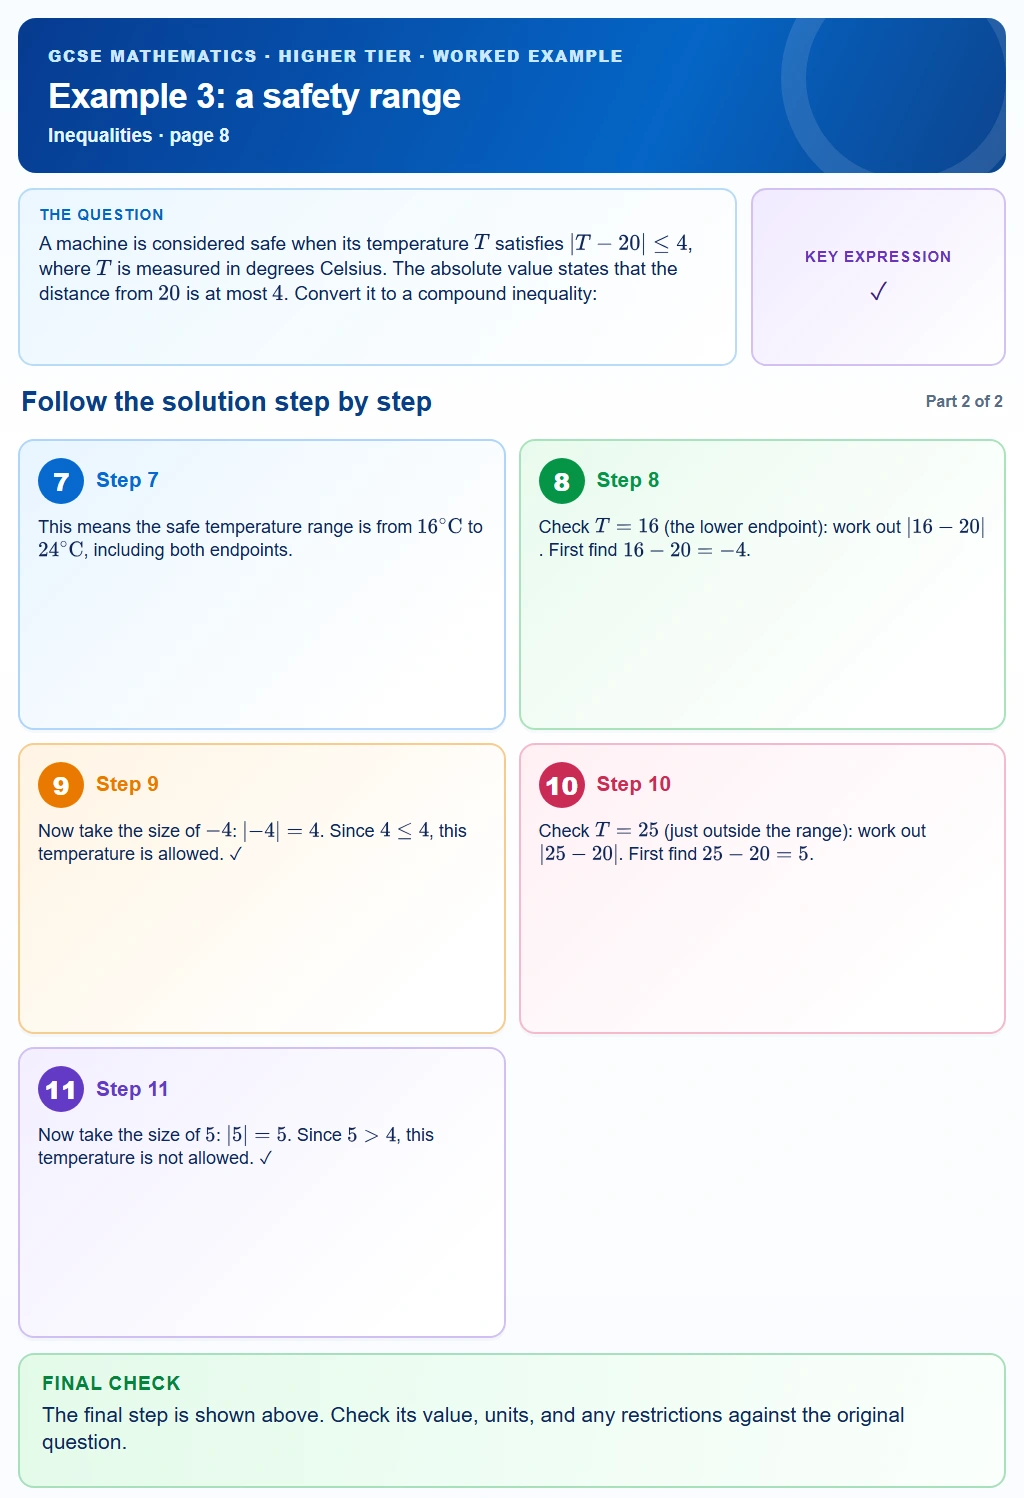 GCSE MATHEMATICS · HIGHER TIER · WORKED EXAMPLE
Example 3: a safety range
Inequalities · page 8
THE QUESTION
A machine is considered safe when its temperature T satisfies |T − 20| ≤ 4,
where T is measured in degrees Celsius. The absolute value states that the
distance from 20 is at most 4. Convert it to a compound inequality:
KEY EXPRESSION
✓
Follow the solution step by step
Part 2 of 2
7 Step 7
This means the safe temperature range is from 16°C to
24°C, including both endpoints.
8 Step 8
Check T = 16 (the lower endpoint): work out |16 − 20|
. First find 16 − 20 = −4.
9 Step 9
Now take the size of −4: |−4| = 4. Since 4 ≤ 4, this
temperature is allowed. ✓
10 Step 10
Check T = 25 (just outside the range): work out
|25 − 20|. First find 25 − 20 = 5.
11 Step 11
Now take the size of 5: |5| = 5. Since 5 > 4, this
temperature is not allowed. ✓
FINAL CHECK
The final step is shown above. Check its value, units, and any restrictions against the original
question.